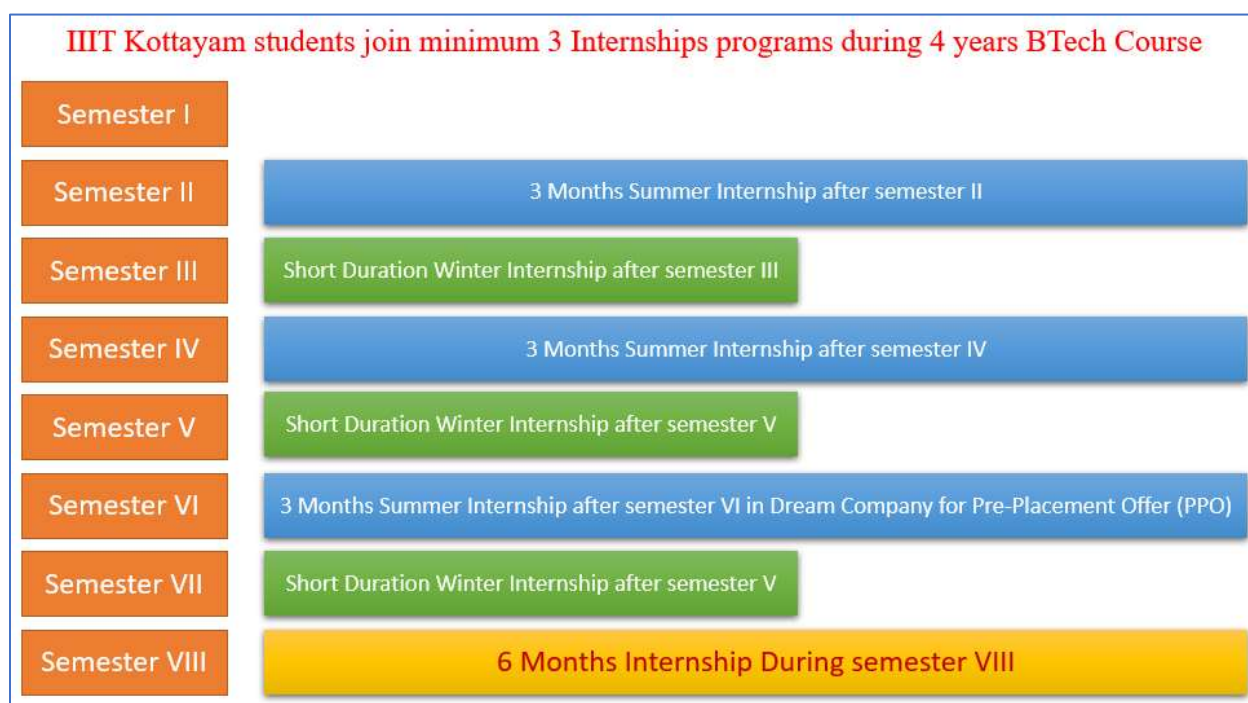 IIIT Kottayam students join minimum 3 Internships programs during 4 years BTech Course
Semester I
Semester II
3 Months Summer Internship after semester II
Semester III
Short Duration Winter Internship after semester III
Semester IV
3 Months Summer Internship after semester IV
Semester V
Short Duration Winter Internship after semester V
Semester VI
3 Months Summer Internship after semester VI in Dream Company for Pre-Placement Offer (PPO)
Semester VII
Short Duration Winter Internship after semester V
Semester VIII
6 Months Internship During semester VIII